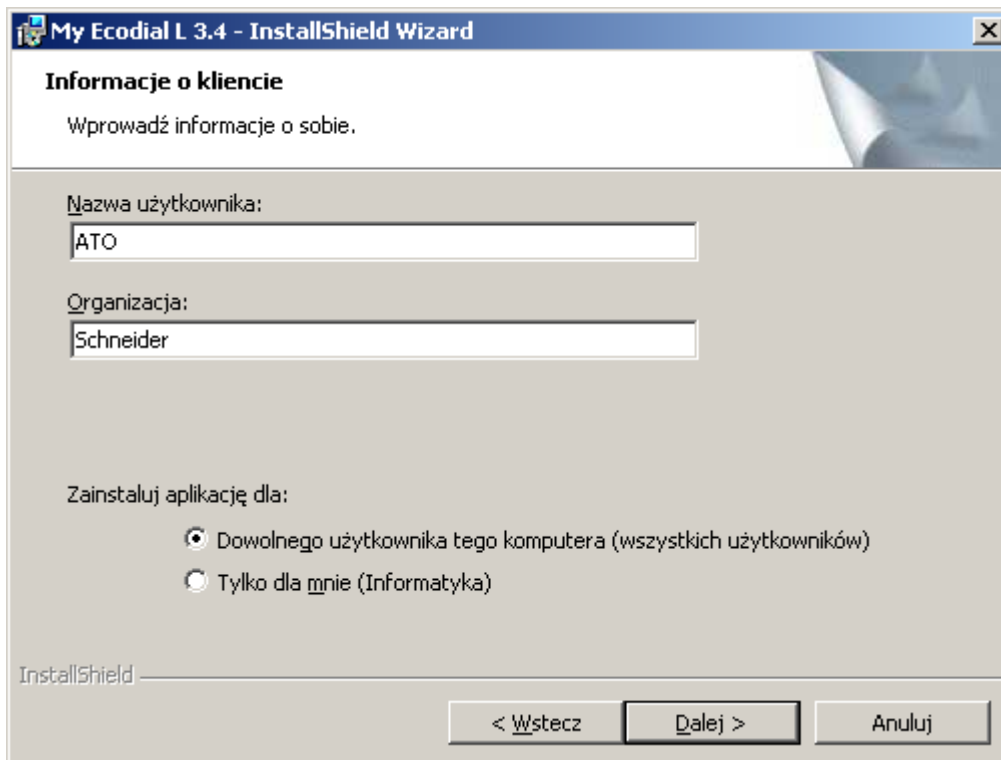 My Ecodial L 3.4 - InstallShield Wizard
Informacje o kliencie
Wprowadź informacje o sobie.
Nazwa użytkownika:
ATO
Organizacja:
Schneider
Zainstaluj aplikację dla:
Dowolnego użytkownika tego komputera (wszystkich użytkowników)
Tylko dla mnie (Informatyka)
InstallShield
< Wstecz
Dalej >
Anuluj